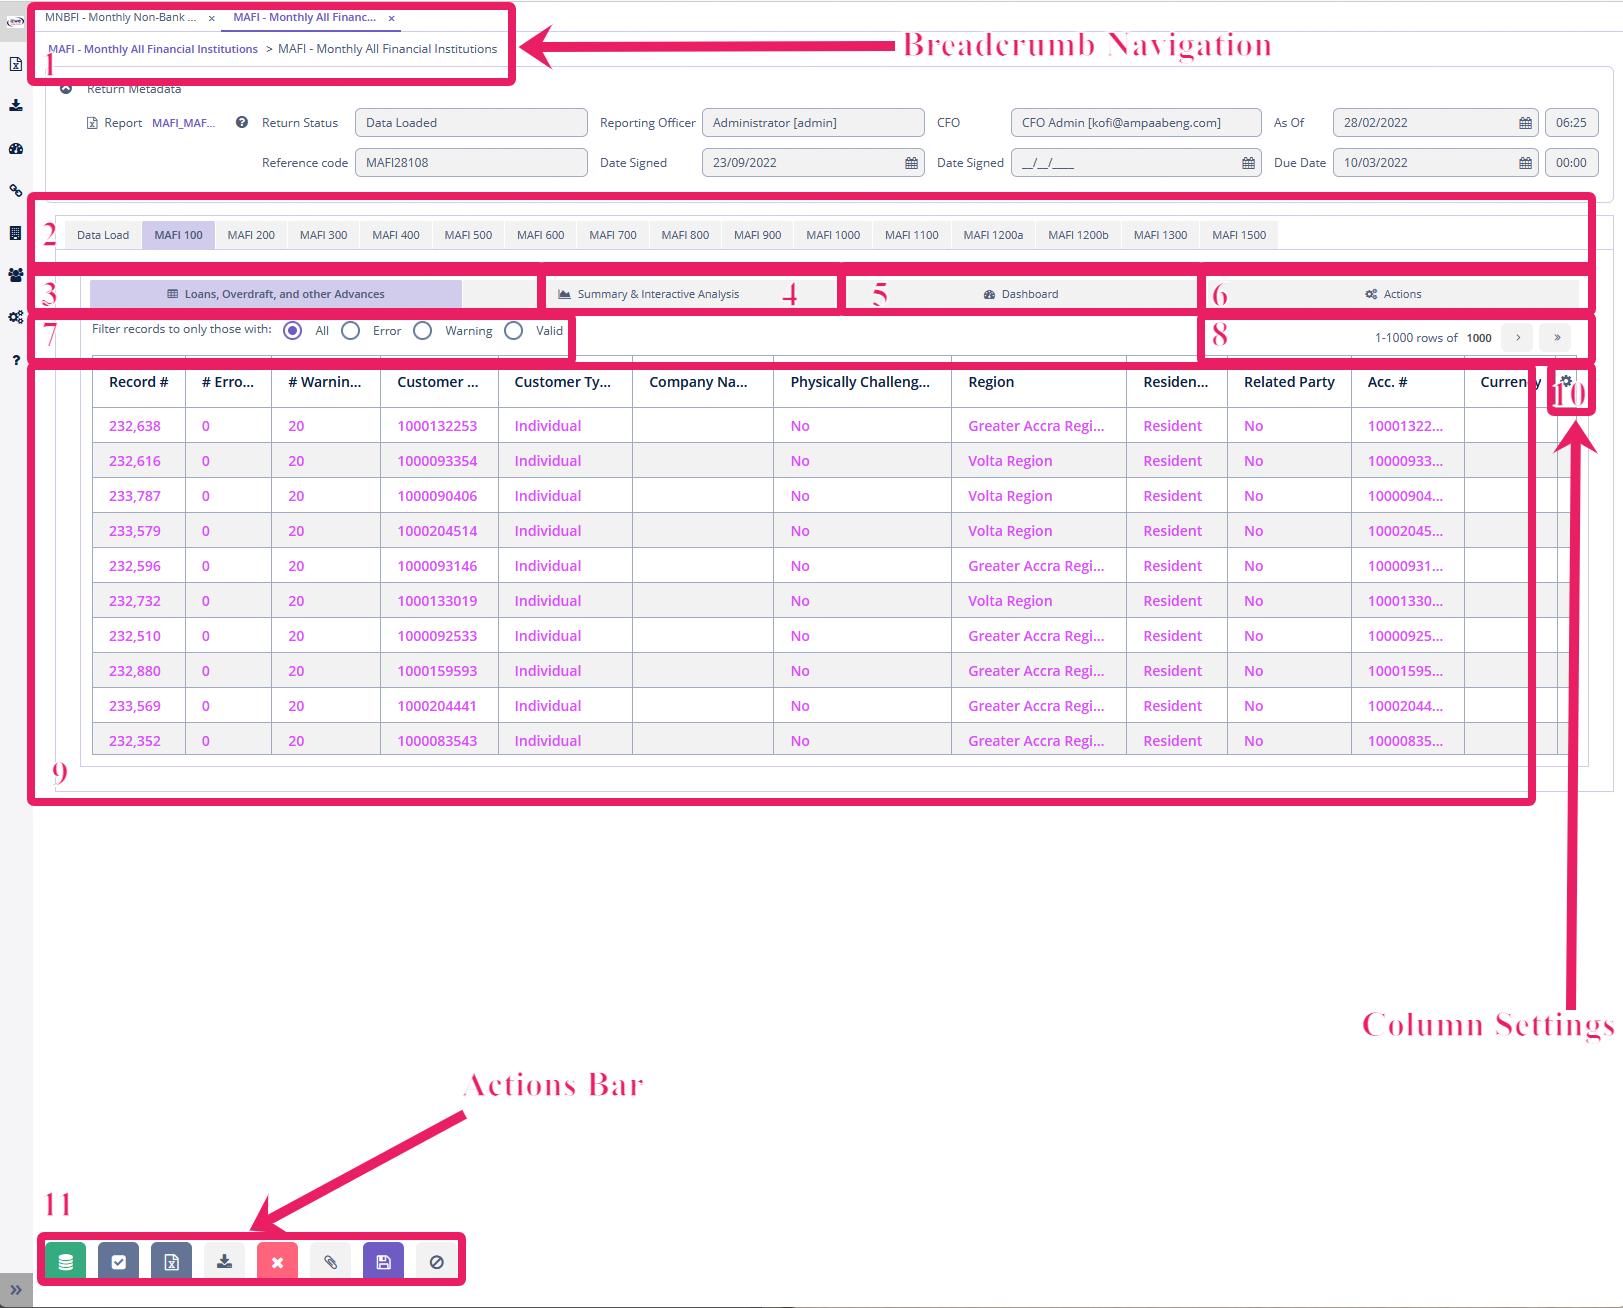 MNBFI - Monthly Non-Bank ... × MAFI - Monthly All Financ... ×
MAFI - Monthly All Financial Institutions > MAFI - Monthly All Financial Institutions
Breadcrumb Navigation
1
Return Metadata
Report MAFI_MAF... Return Status Data Loaded Reporting Officer Administrator [admin] CFO CFO Admin [kofi@ampaabeng.com] As Of 28/02/2022 06:25
Reference code MAFI28108 Date Signed 23/09/2022 Date Signed __/__/____ Due Date 10/03/2022 00:00
2 Data Load MAFI 100 MAFI 200 MAFI 300 MAFI 400 MAFI 500 MAFI 600 MAFI 700 MAFI 800 MAFI 900 MAFI 1000 MAFI 1100 MAFI 1200a MAFI 1200b MAFI 1300 MAFI 1500
3 Loans, Overdraft, and other Advances Summary & Interactive Analysis 4 5 Dashboard 6 Actions
7 Filter records to only those with: All Error Warning Valid 8 1-1000 rows of 1000 › »
Record # # Erro... # Warnin... Customer ... Customer Ty... Company Na... Physically Challeng... Region Residen... Related Party Acc. # Currency 10
232,638 0 20 1000132253 Individual No Greater Accra Regi... Resident No 10001322...
232,616 0 20 1000093354 Individual No Volta Region Resident No 10000933...
233,787 0 20 1000090406 Individual No Volta Region Resident No 10000904...
233,579 0 20 1000204514 Individual No Volta Region Resident No 10002045...
232,596 0 20 1000093146 Individual No Greater Accra Regi... Resident No 10000931...
232,732 0 20 1000133019 Individual No Volta Region Resident No 10001330...
232,510 0 20 1000092533 Individual No Greater Accra Regi... Resident No 10000925...
232,880 0 20 1000159593 Individual No Greater Accra Regi... Resident No 10001595...
233,569 0 20 1000204441 Individual No Greater Accra Regi... Resident No 10002044...
232,352 0 20 1000083543 Individual No Greater Accra Regi... Resident No 10000835...
9
Column Settings
Actions Bar
11